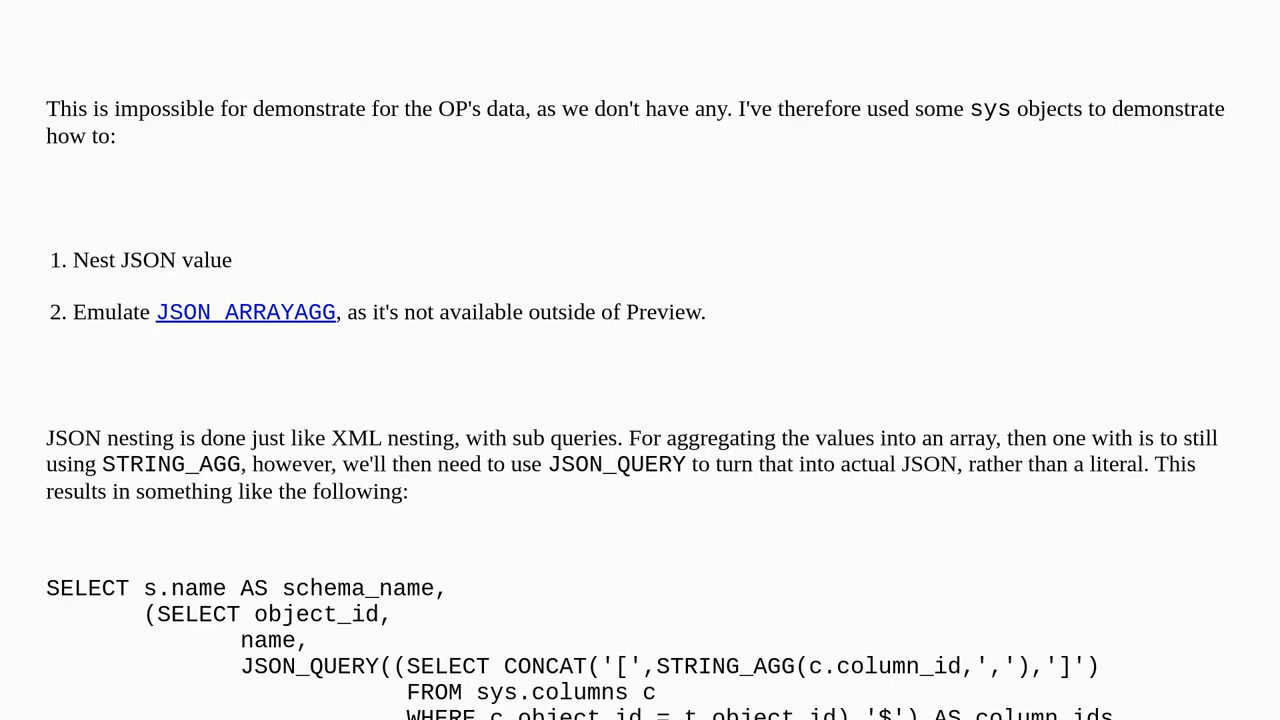 This is impossible for demonstrate for the OP's data, as we don't have any. I've therefore used some sys objects to demonstrate
how to:
1. Nest JSON value
2. Emulate JSON_ARRAYAGG, as it's not available outside of Preview.
JSON nesting is done just like XML nesting, with sub queries. For aggregating the values into an array, then one with is to still
using STRING_AGG, however, we'll then need to use JSON_QUERY to turn that into actual JSON, rather than a literal. This
results in something like the following:
SELECT s.name AS schema_name,
       (SELECT object_id,
              name,
              JSON_QUERY((SELECT CONCAT('[',STRING_AGG(c.column_id,','),']')
                          FROM sys.columns c
                          WHERE c.object_id = t.object_id),'$') AS column_ids